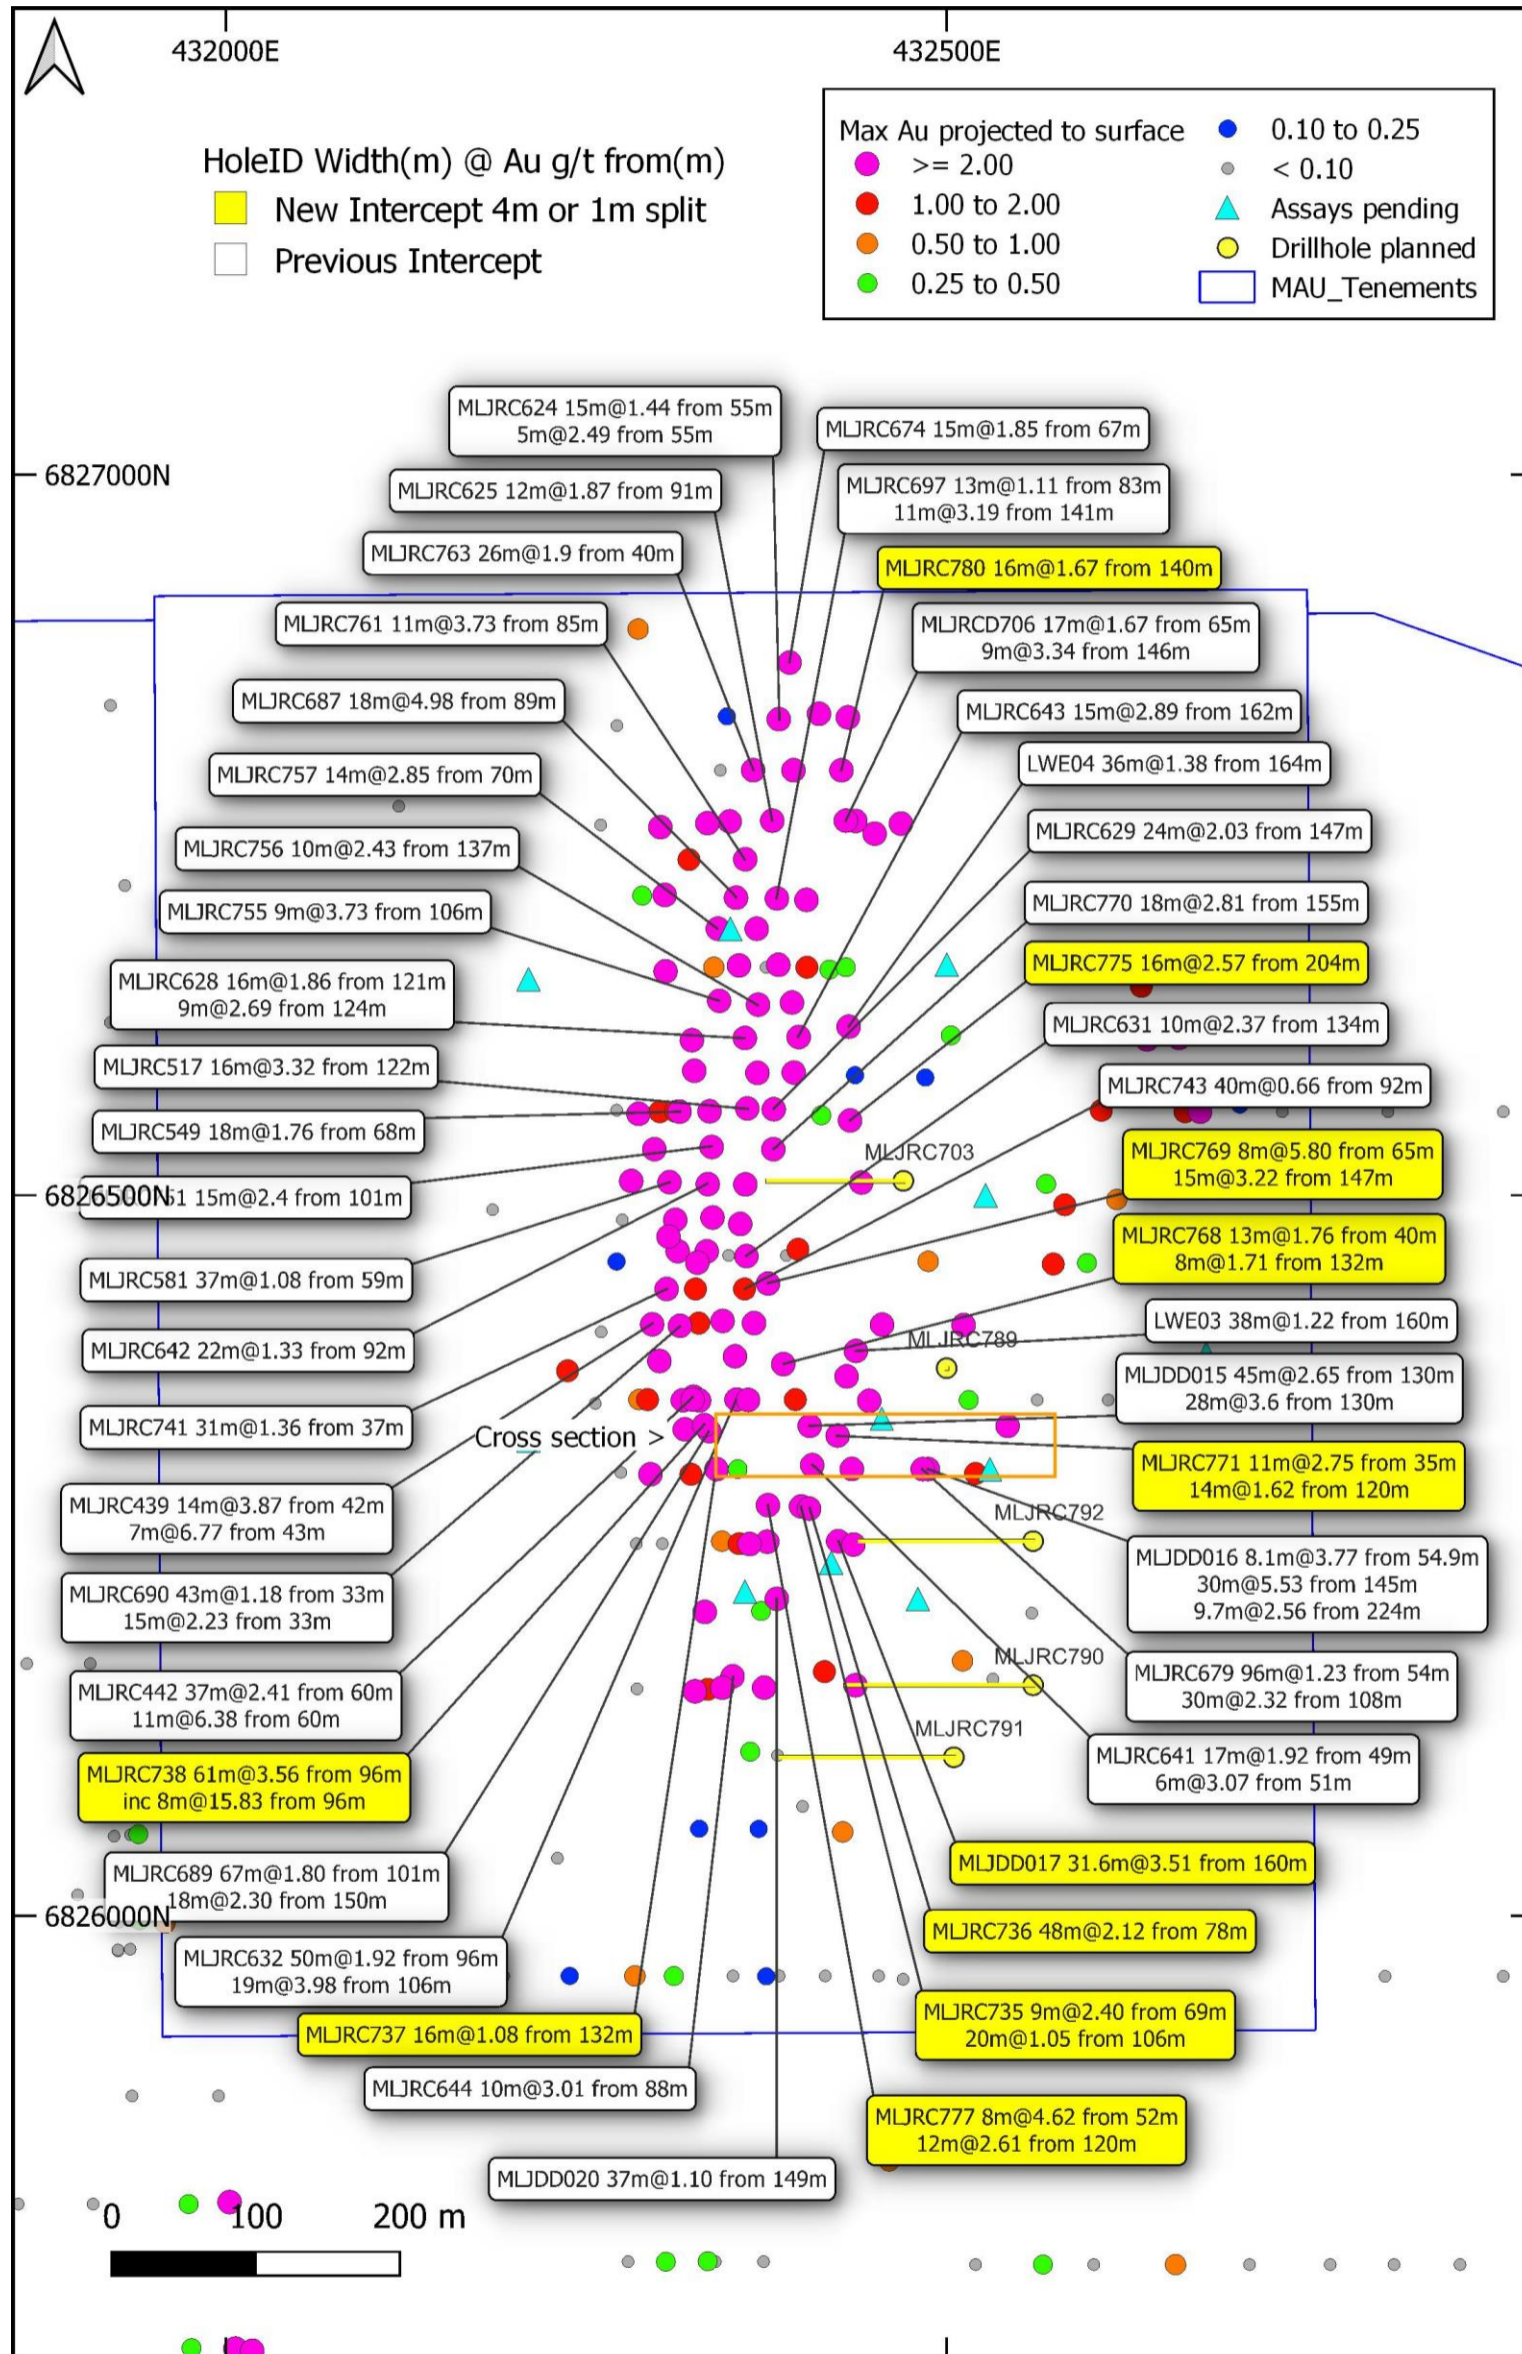 432000E
432500E
HoleID Width(m) @ Au g/t from(m)
New Intercept 4m or 1m split
Previous Intercept
Max Au projected to surface
>= 2.00
1.00 to 2.00
0.50 to 1.00
0.25 to 0.50
0.10 to 0.25
< 0.10
Assays pending
Drillhole planned
MAU_Tenements
6827000N
6826500N
6826000N
MLJRC624 15m@1.44 from 55m
5m@2.49 from 55m
MLJRC625 12m@1.87 from 91m
MLJRC763 26m@1.9 from 40m
MLJRC761 11m@3.73 from 85m
MLJRC687 18m@4.98 from 89m
MLJRC757 14m@2.85 from 70m
MLJRC756 10m@2.43 from 137m
MLJRC755 9m@3.73 from 106m
MLJRC628 16m@1.86 from 121m
9m@2.69 from 124m
MLJRC517 16m@3.32 from 122m
MLJRC549 18m@1.76 from 68m
51 15m@2.4 from 101m
MLJRC581 37m@1.08 from 59m
MLJRC642 22m@1.33 from 92m
MLJRC741 31m@1.36 from 37m
MLJRC439 14m@3.87 from 42m
7m@6.77 from 43m
MLJRC690 43m@1.18 from 33m
15m@2.23 from 33m
MLJRC442 37m@2.41 from 60m
11m@6.38 from 60m
MLJRC738 61m@3.56 from 96m
inc 8m@15.83 from 96m
MLJRC689 67m@1.80 from 101m
18m@2.30 from 150m
MLJRC632 50m@1.92 from 96m
19m@3.98 from 106m
MLJRC737 16m@1.08 from 132m
MLJRC644 10m@3.01 from 88m
MLJDD020 37m@1.10 from 149m
MLJRC674 15m@1.85 from 67m
MLJRC697 13m@1.11 from 83m
11m@3.19 from 141m
MLJRC780 16m@1.67 from 140m
MLJRCD706 17m@1.67 from 65m
9m@3.34 from 146m
MLJRC643 15m@2.89 from 162m
LWE04 36m@1.38 from 164m
MLJRC629 24m@2.03 from 147m
MLJRC770 18m@2.81 from 155m
MLJRC775 16m@2.57 from 204m
MLJRC631 10m@2.37 from 134m
MLJRC743 40m@0.66 from 92m
MLJRC769 8m@5.80 from 65m
15m@3.22 from 147m
MLJRC768 13m@1.76 from 40m
8m@1.71 from 132m
LWE03 38m@1.22 from 160m
MLJDD015 45m@2.65 from 130m
28m@3.6 from 130m
MLJRC771 11m@2.75 from 35m
14m@1.62 from 120m
MLJDD016 8.1m@3.77 from 54.9m
30m@5.53 from 145m
9.7m@2.56 from 224m
MLJRC679 96m@1.23 from 54m
30m@2.32 from 108m
MLJRC641 17m@1.92 from 49m
6m@3.07 from 51m
MLJDD017 31.6m@3.51 from 160m
MLJRC736 48m@2.12 from 78m
MLJRC735 9m@2.40 from 69m
20m@1.05 from 106m
MLJRC777 8m@4.62 from 52m
12m@2.61 from 120m
MLJRC703
MLJRC789
Cross section >
MLJRC792
MLJRC790
MLJRC791
0 100 200 m